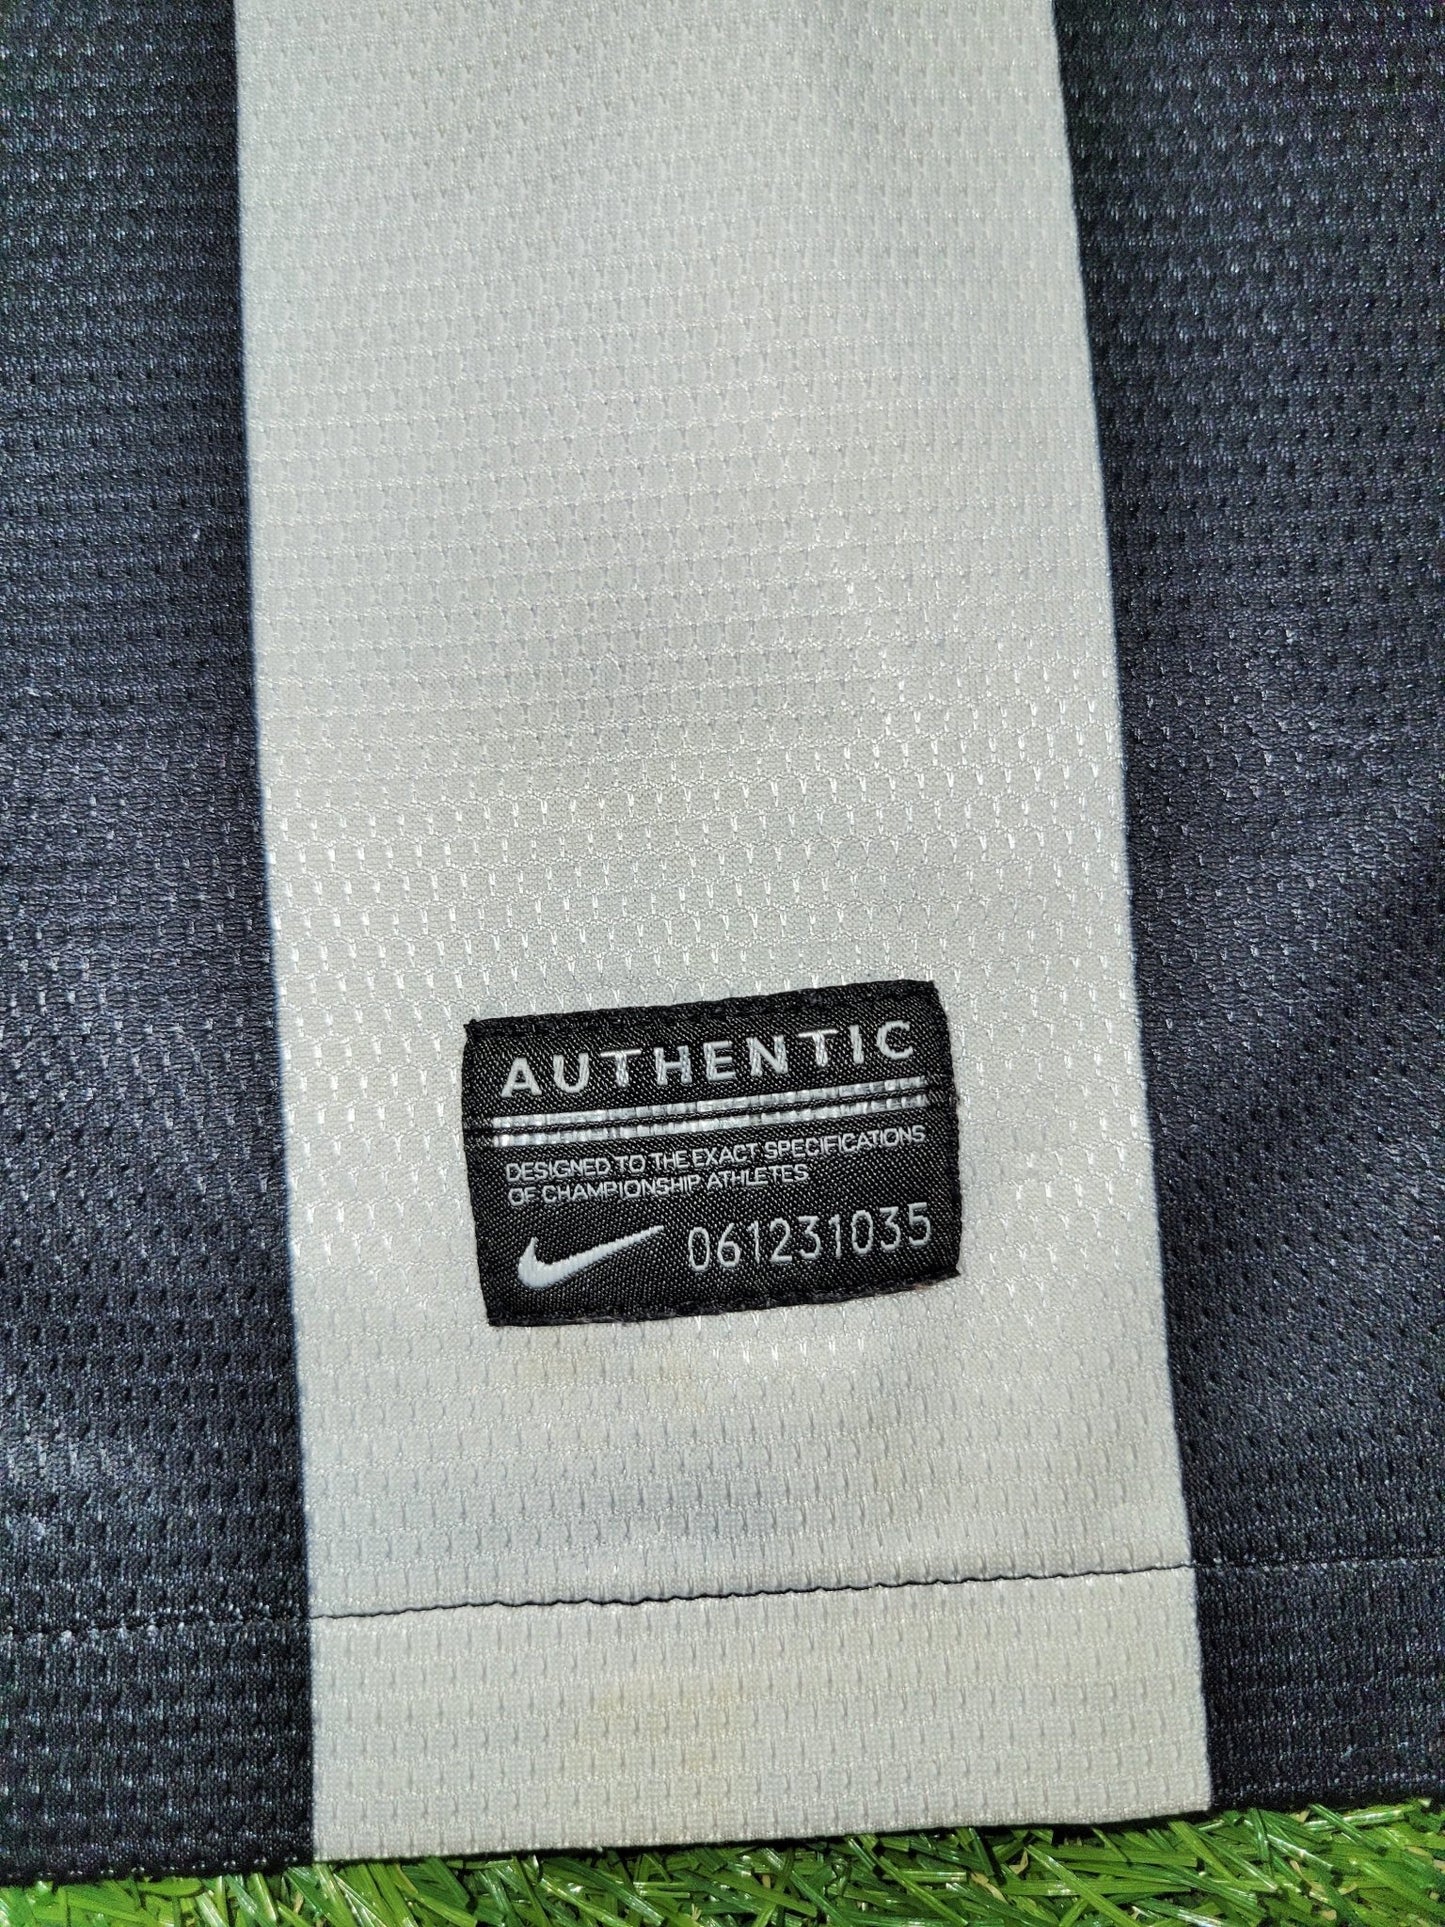 AUTHENTIC
DESIGNED TO THE EXACT SPECIFICATIONS
OF CHAMPIONSHIP ATHLETES
061231035